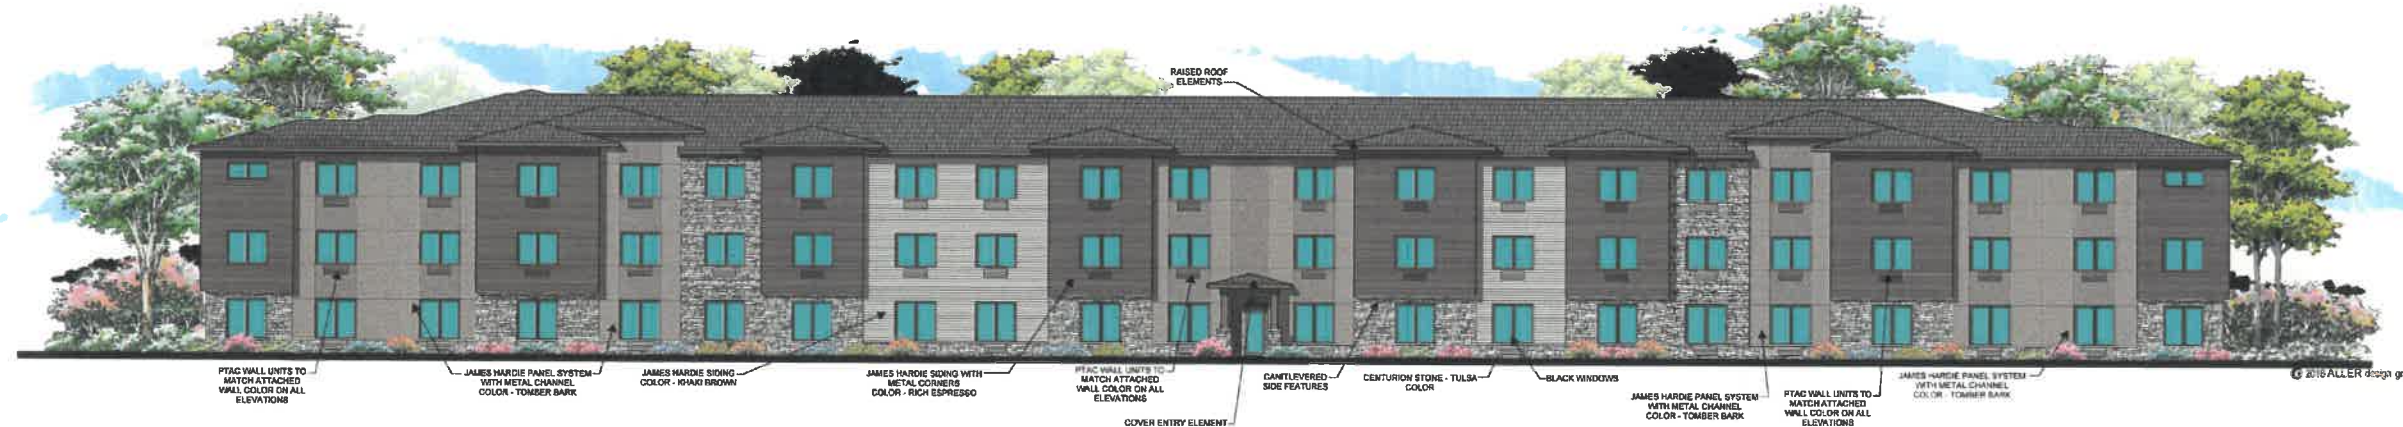 RAISED ROOF
ELEMENTS
PTAC WALL UNITS TO
MATCH ATTACHED
WALL COLOR ON ALL
ELEVATIONS
JAMES HARDIE PANEL SYSTEM
WITH METAL CHANNEL
COLOR - TOMBER BARK
JAMES HARDIE SIDING
COLOR - KHAKI BROWN
JAMES HARDIE SIDING WITH
METAL CORNERS
COLOR - RICH ESPRESSO
PTAC WALL UNITS TO
MATCH ATTACHED
WALL COLOR ON ALL
ELEVATIONS
COVER ENTRY ELEMENT
CANTLEVERED
SIDE FEATURES
CENTURION STONE - TULSA
COLOR
BLACK WINDOWS
JAMES HARDIE PANEL SYSTEM
WITH METAL CHANNEL
COLOR - TOMBER BARK
PTAC WALL UNITS TO
MATCH ATTACHED
WALL COLOR ON ALL
ELEVATIONS
JAMES HARDIE PANEL SYSTEM
WITH METAL CHANNEL
COLOR - TOMBER BARK
© 2016 ALLER design gr